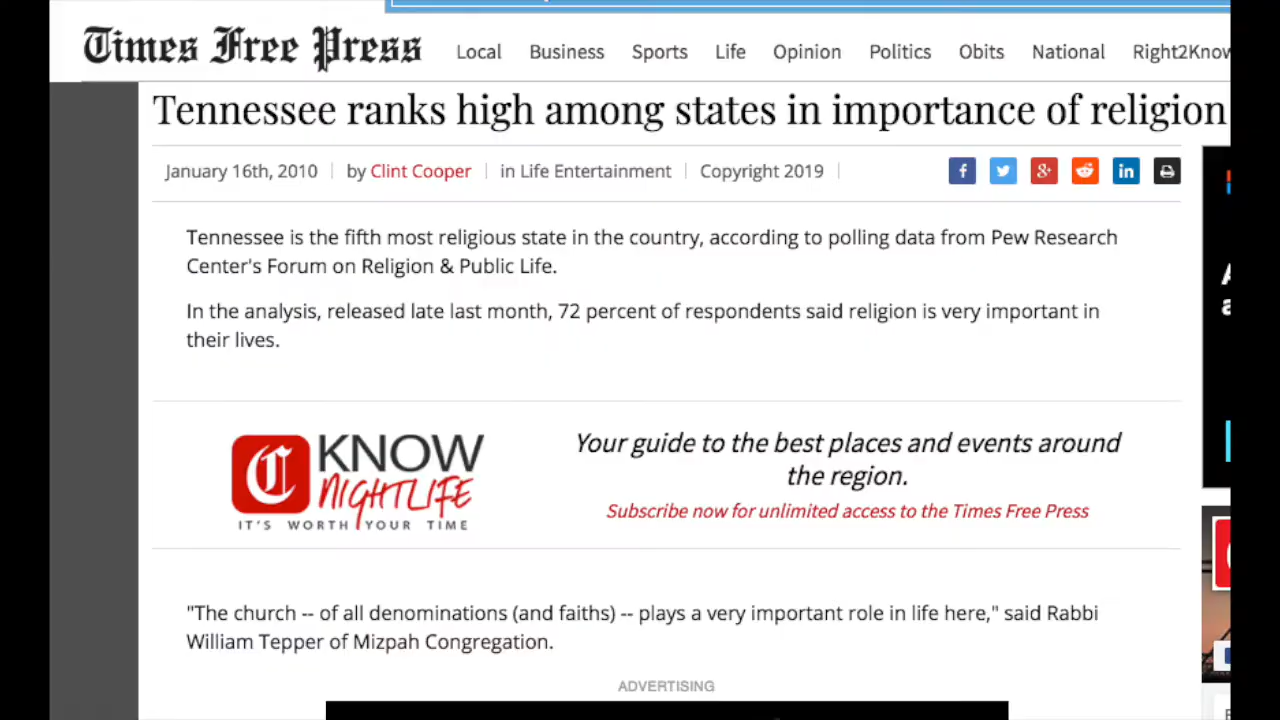 Times Free Press Local Business Sports Life Opinion Politics Obits National
Tennessee ranks high among states in importance of religion
January 16th, 2010 by Clint Cooper in Life Entertainment Copyright 2019
Tennessee is the fifth most religious state in the country, according to polling data from Pew Research
Center's Forum on Religion & Public Life.
In the analysis, released late last month, 72 percent of respondents said religion is very important in
their lives.
KNOW
NIGHTLIFE
IT'S WORTH YOUR TIME
Your guide to the best places and events around
the region.
Subscribe now for unlimited access to the Times Free Press
"The church -- of all denominations (and faiths) -- plays a very important role in life here," said Rabbi
William Tepper of Mizpah Congregation.
ADVERTISING